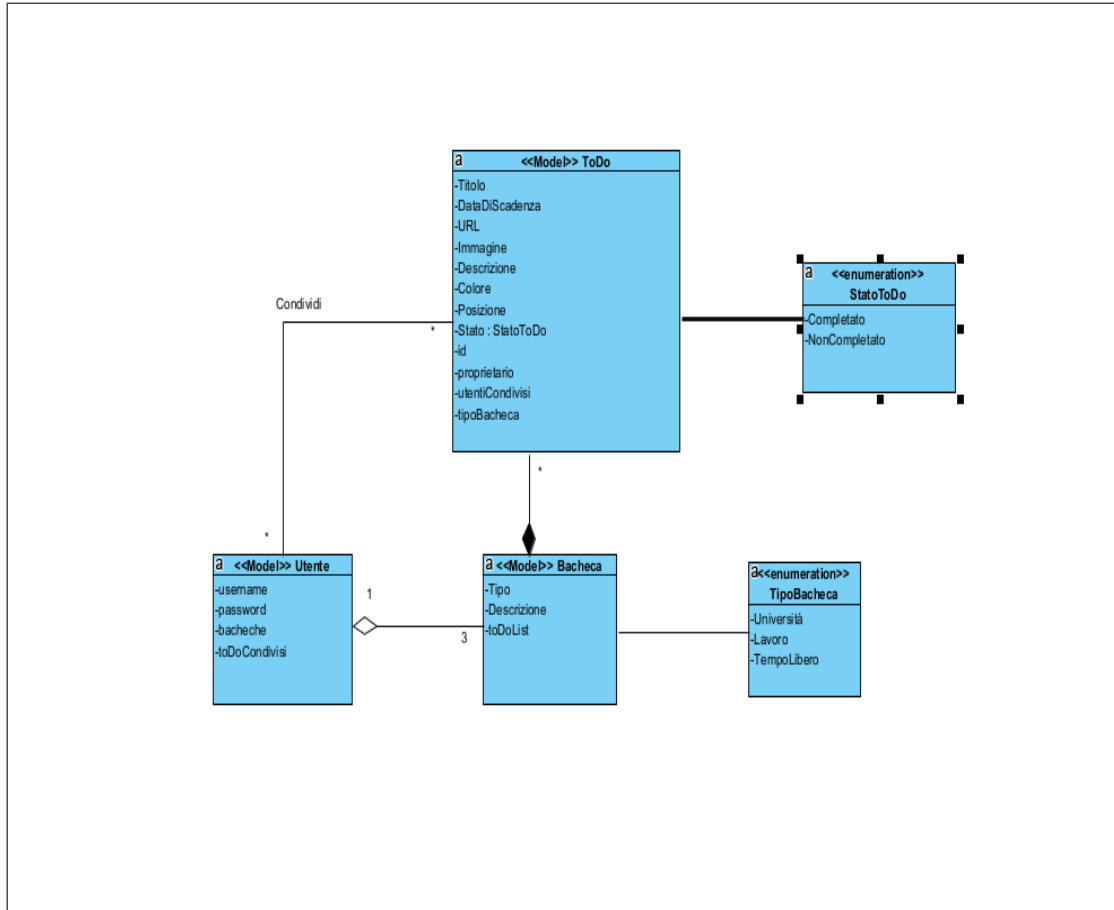 a <<Model>> ToDo
-Titolo
-DataDiScadenza
-URL
-Immagine
-Descrizione
-Colore
-Posizione
-Stato : StatoToDo
-id
-proprietario
-utentiCondivisi
-tipoBacheca
a <<enumeration>>
StatoToDo
-Completato
-NonCompletato
Condividi
*
*
*
a <<Model>> Utente
-username
-password
-bacheche
-toDoCondivisi
1
3
a <<Model>> Bacheca
-Tipo
-Descrizione
-toDoList
a <<enumeration>>
TipoBacheca
-Università
-Lavoro
-TempoLibero